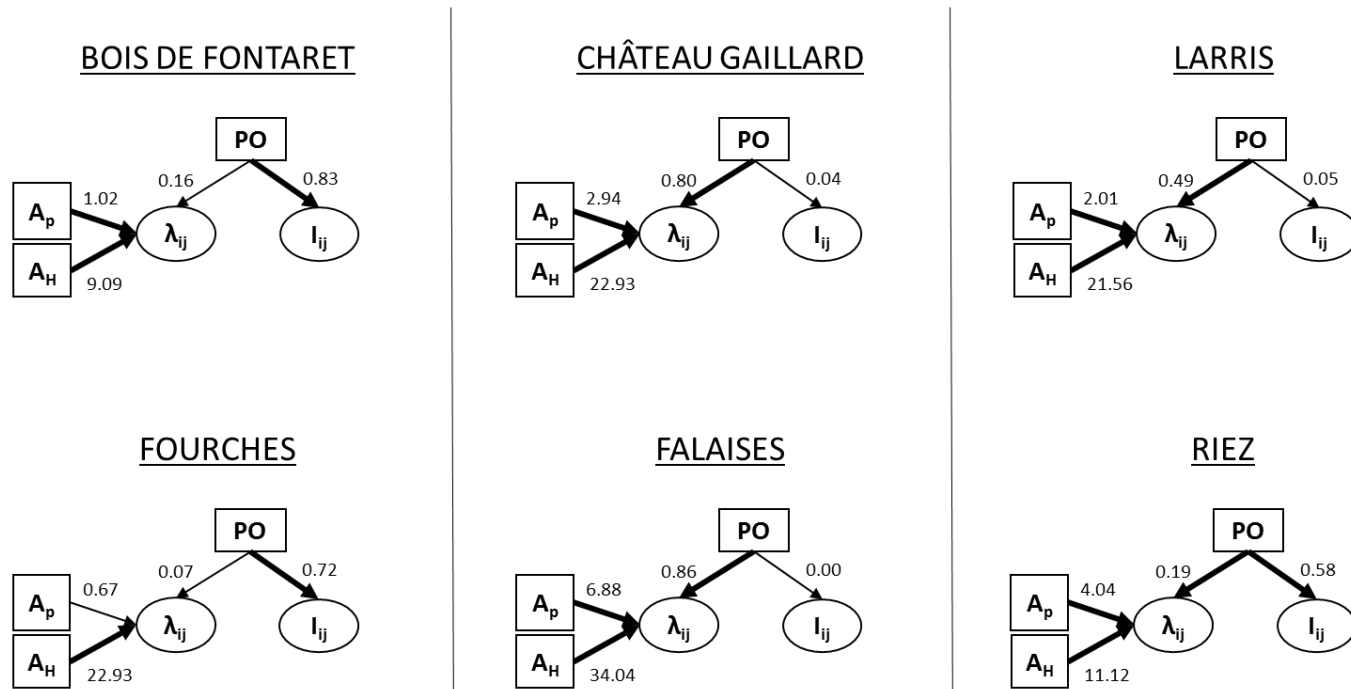 BOIS DE FONTARET
PO
0.16
0.83
1.02
Ap
λij
Iij
AH
9.09
CHÂTEAU GAILLARD
PO
0.80
0.04
2.94
Ap
λij
Iij
AH
22.93
LARRIS
PO
0.49
0.05
2.01
Ap
λij
Iij
AH
21.56
FOURCHES
PO
0.07
0.72
0.67
Ap
λij
Iij
AH
22.93
FALAISES
PO
0.86
0.00
6.88
Ap
λij
Iij
AH
34.04
RIEZ
PO
0.19
0.58
4.04
Ap
λij
Iij
AH
11.12